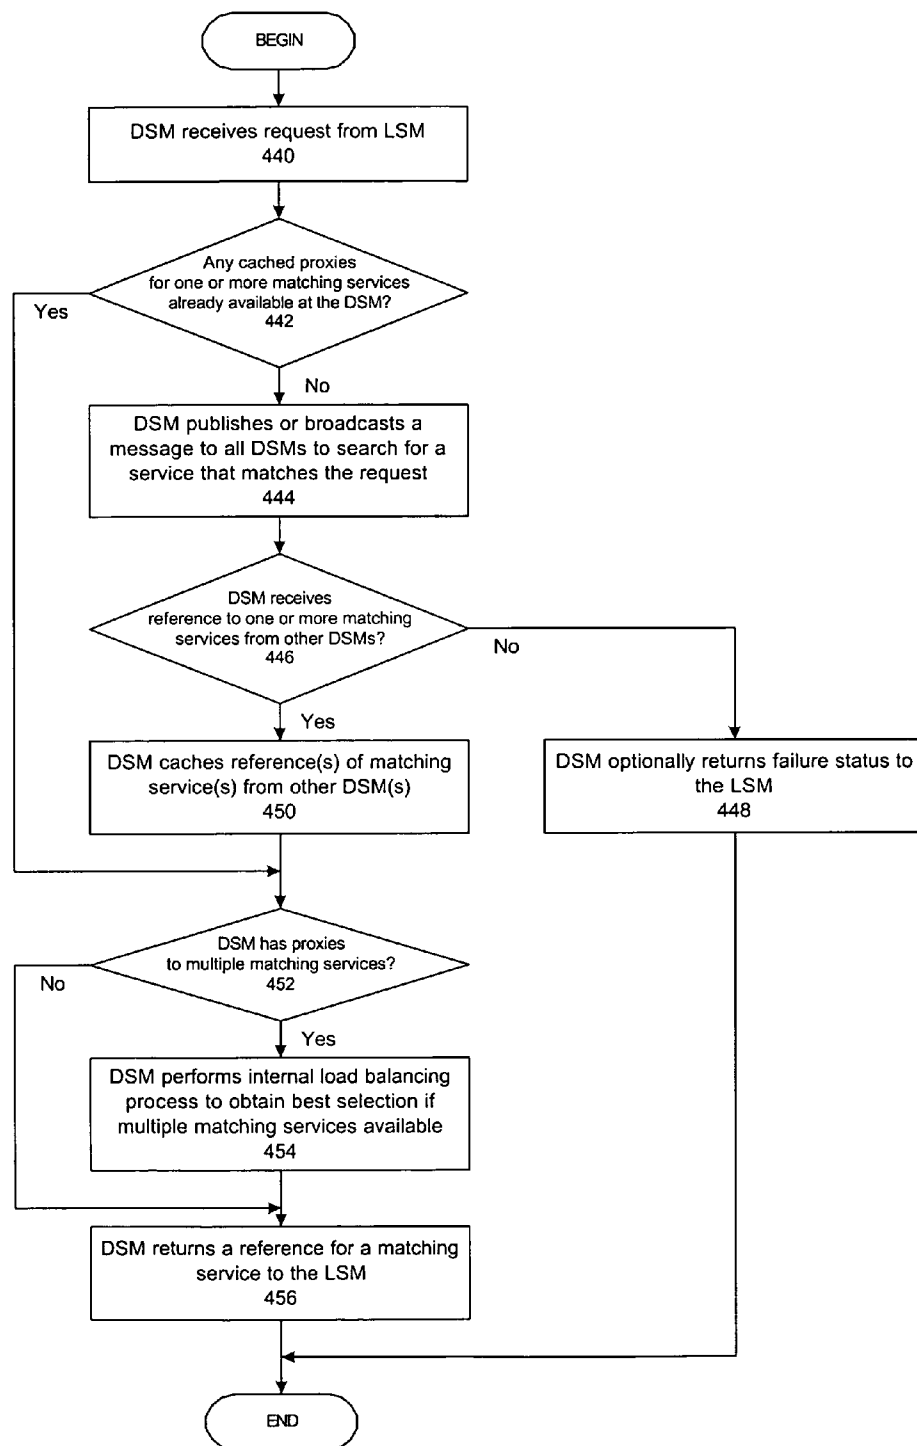 BEGIN
DSM receives request from LSM
440
Any cached proxies
for one or more matching services
already available at the DSM?
442
Yes
No
DSM publishes or broadcasts a
message to all DSMs to search for a
service that matches the request
444
DSM receives
reference to one or more matching
services from other DSMs?
446
No
Yes
DSM caches reference(s) of matching
service(s) from other DSM(s)
450
DSM optionally returns failure status to
the LSM
448
DSM has proxies
to multiple matching services?
452
No
Yes
DSM performs internal load balancing
process to obtain best selection if
multiple matching services available
454
DSM returns a reference for a matching
service to the LSM
456
END